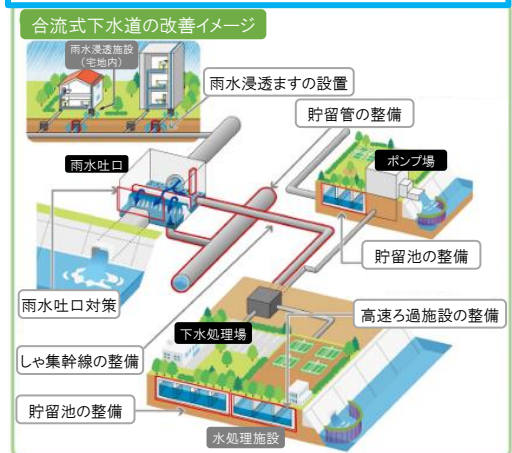 合流式下水道の改善イメージ
雨水浸透施設
(宅地内)
雨水浸透ますの設置
貯留管の整備
雨水吐口
ポンプ場
貯留池の整備
雨水吐口対策
高速ろ過施設の整備
下水処理場
しゃ集幹線の整備
貯留池の整備
水処理施設